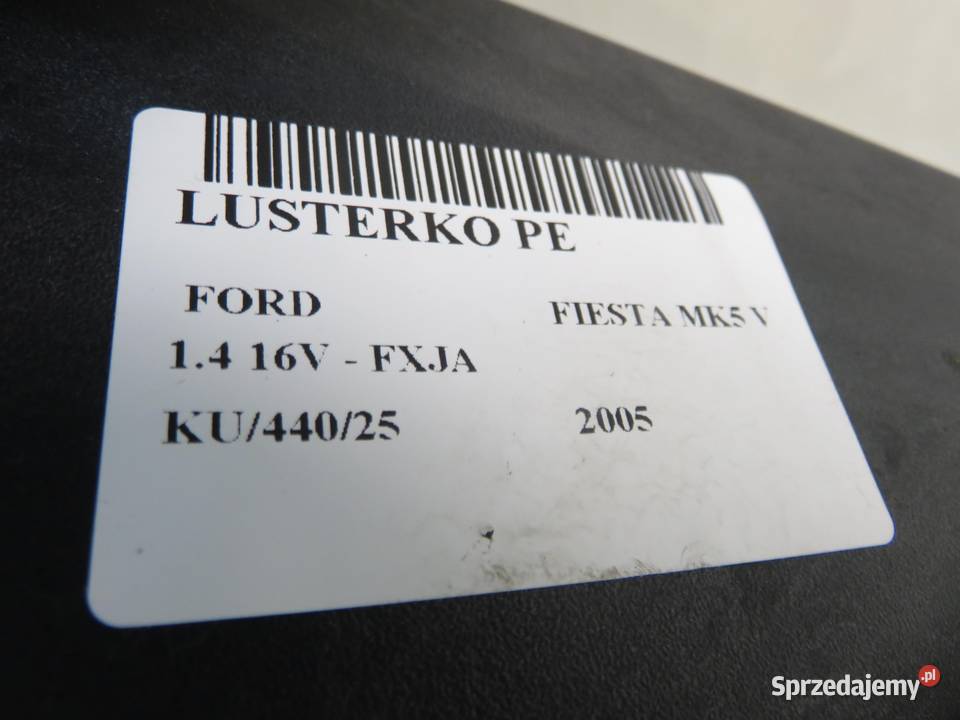 LUSTERKO PE
FORD FIESTA MK5 V
1.4 16V - FXJA
KU/440/25 2005
Sprzedajemy.pl